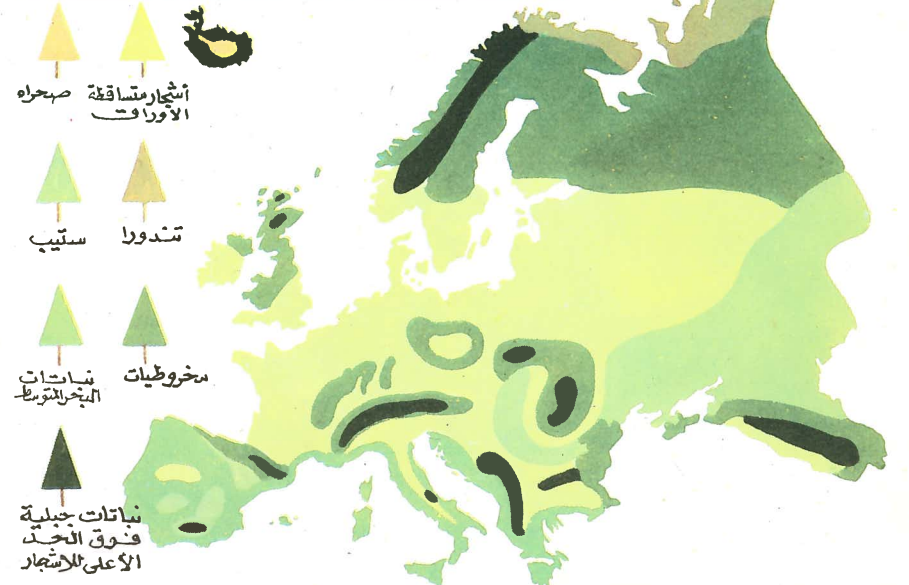 أشجار متساقطة
الأوراق
صحراء
تندورا
ستيب
مخروطيات
نباتات
البحر المتوسط
نباتات جبلية
فوق الحد
الأعلى للأشجار